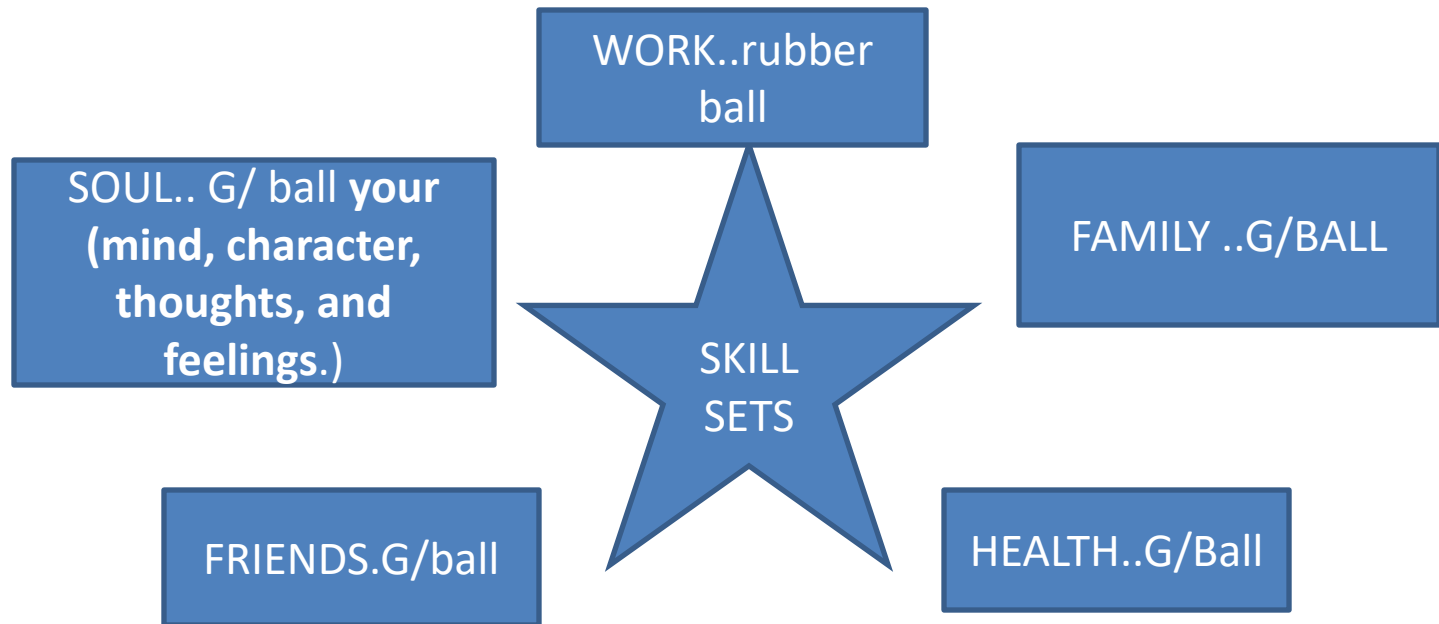 WORK..rubber
ball
SOUL.. G/ ball your
(mind, character,
thoughts, and
feelings.)
FAMILY ..G/BALL
SKILL
SETS
FRIENDS.G/ball
HEALTH..G/Ball